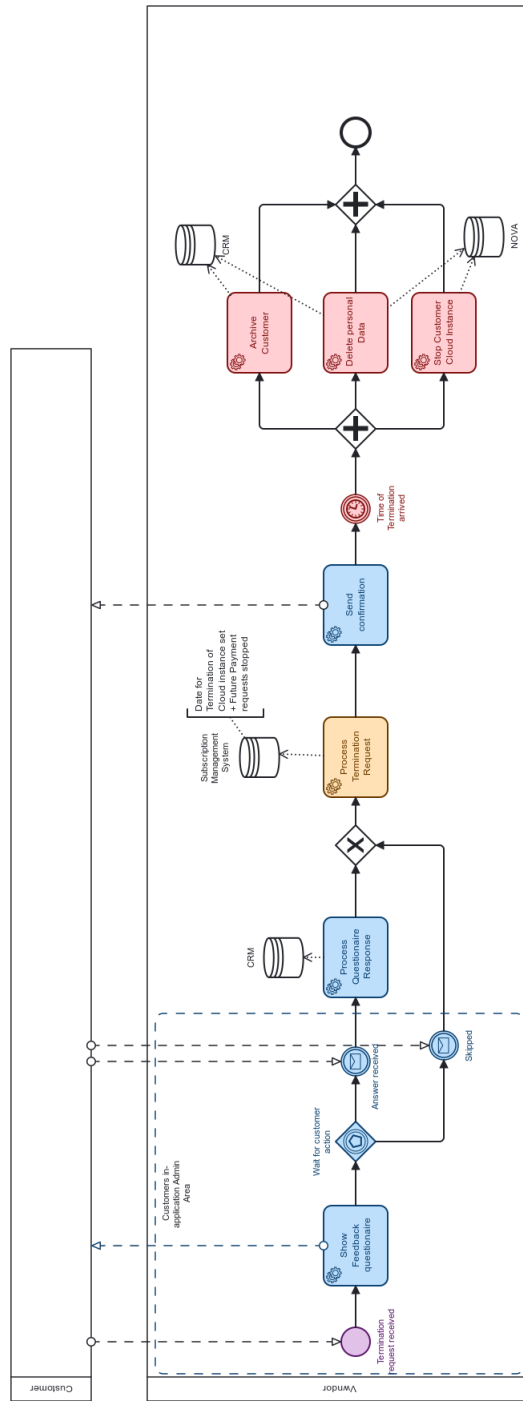 Customer
Vwndor
Customers in-
application Admin
Area
Termination
request received
Show
Feedback
questionaire
Wait for customer
action
Answer received
Skipped
CRM
Process
Questionaire
Response
Process
Termination
Request
Subscription
Management
System
Date for
Termination of
Cloud instance set
+ Future Payment
requests stopped
Send
confirmation
Time of
Termination
arrived
Archive
Customer
Delete personal
Data
Stop Customer
Cloud Instance
CRM
NOVA